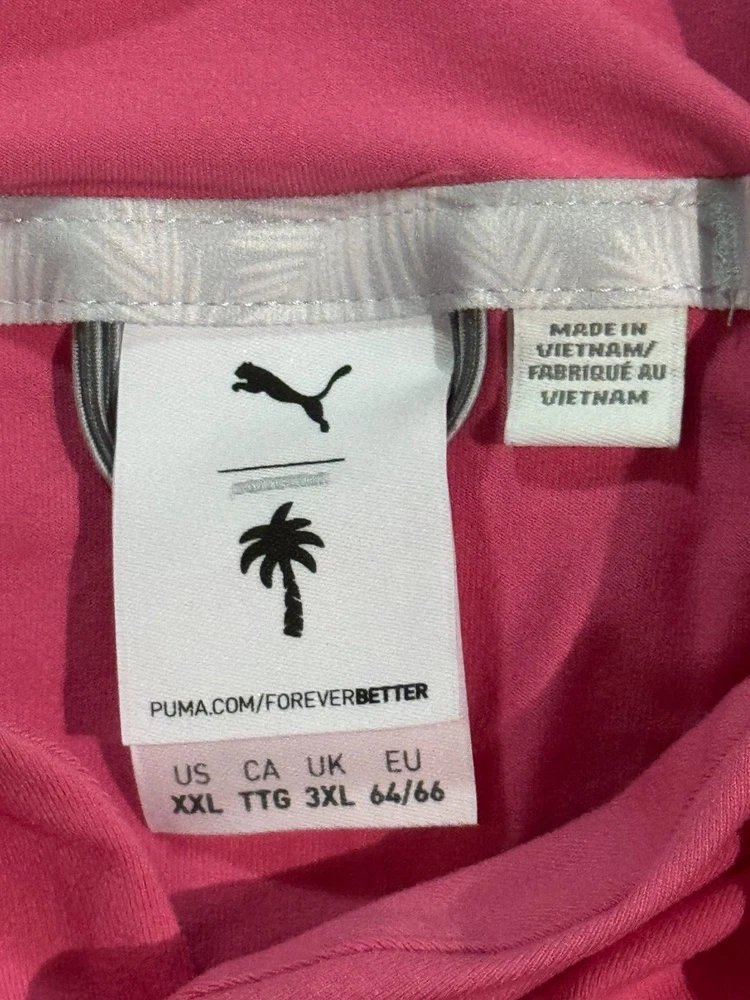 MADE IN
VIETNAM/
FABRIQUÉ AU
VIETNAM
PUMA.COM/FOREVERBETTER
US CA UK EU
XXL TTG 3XL 64/66